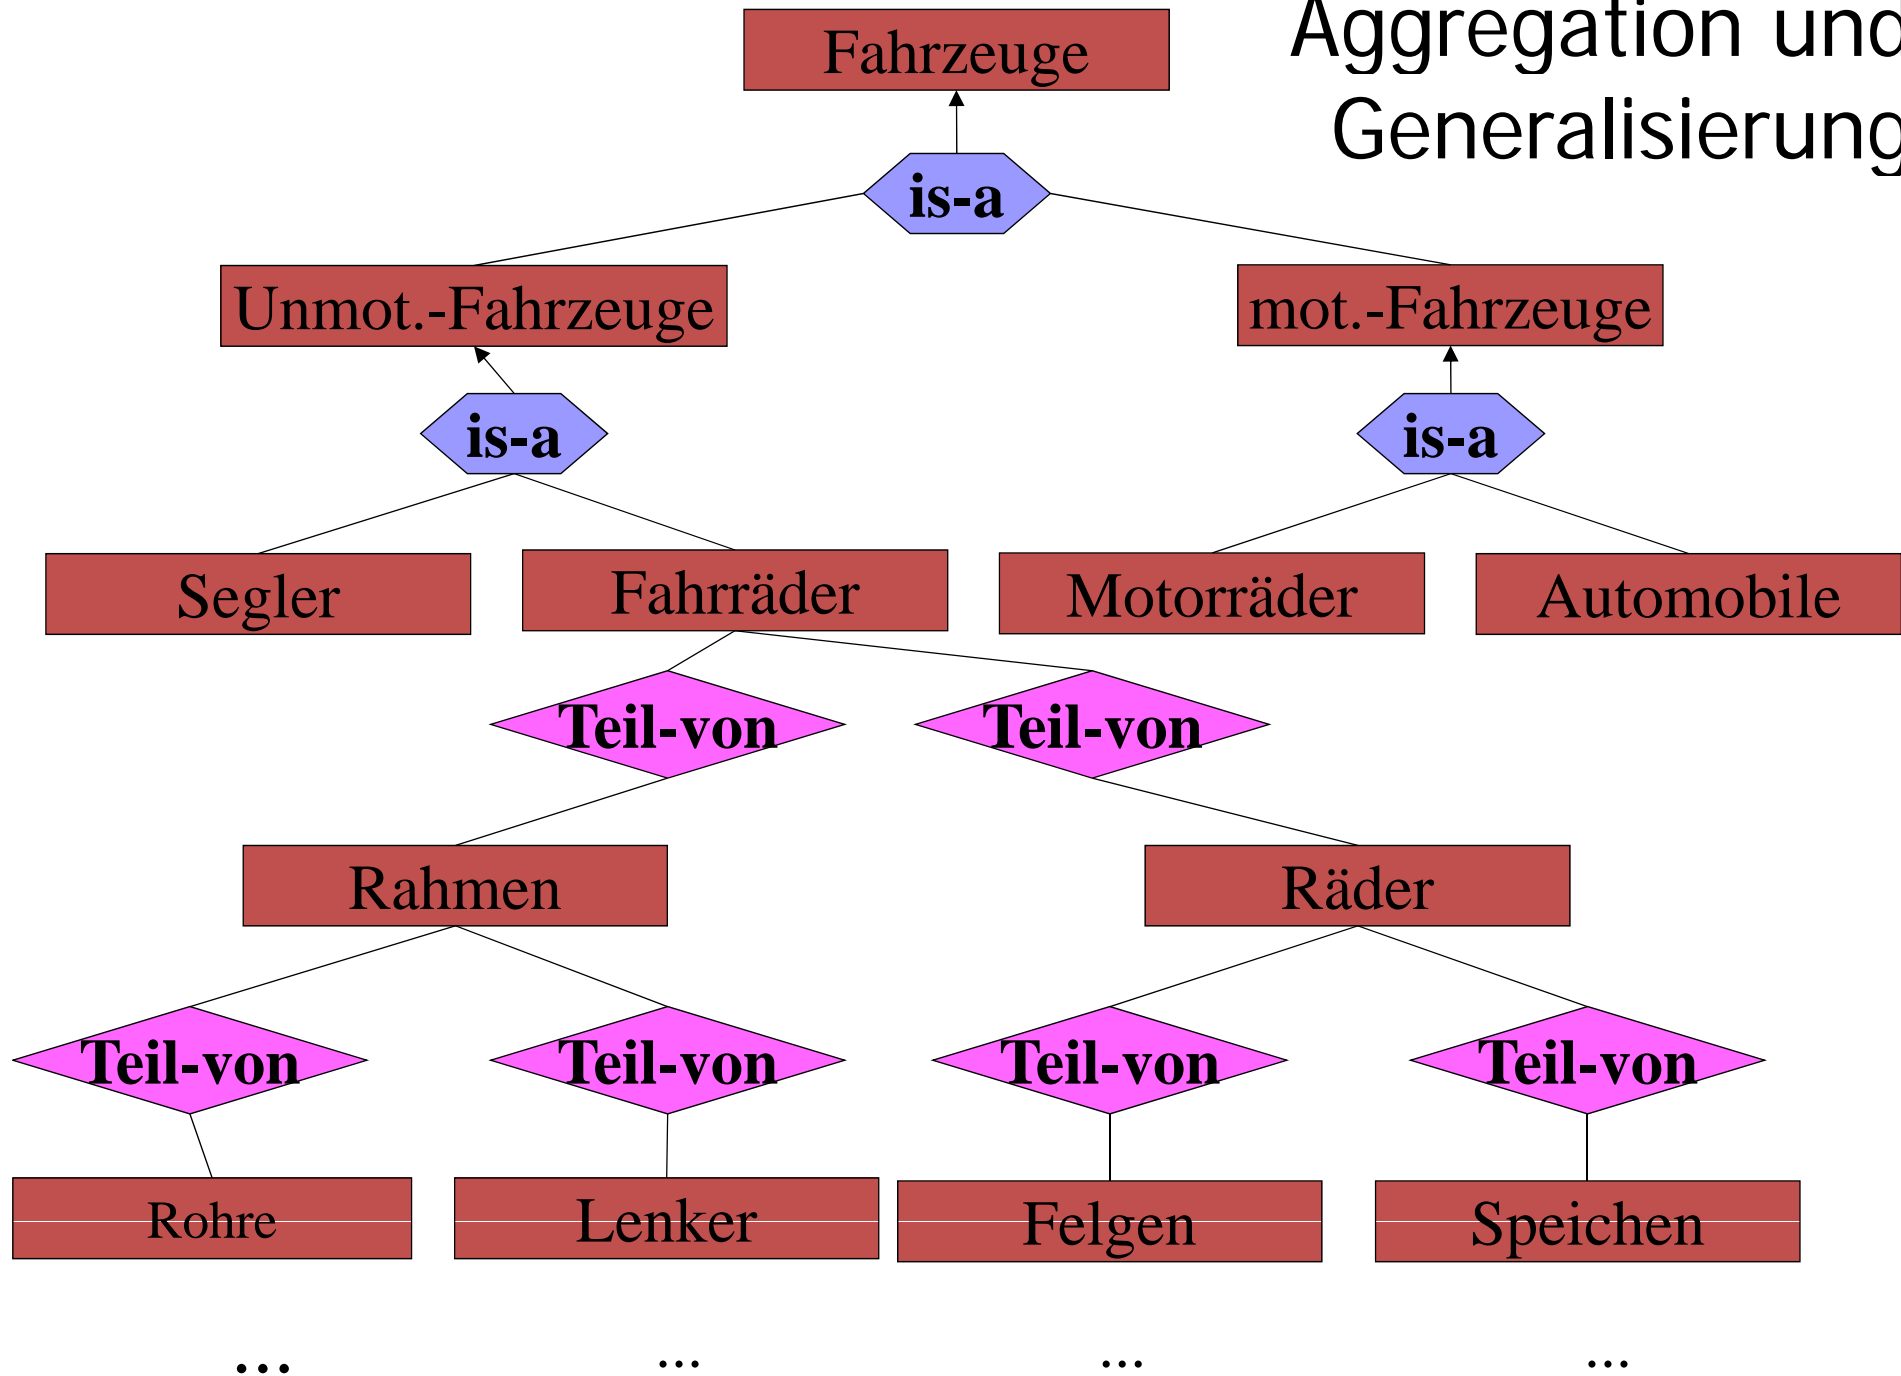 Aggregation und
Generalisierung
Fahrzeuge
is-a
Unmot.-Fahrzeuge
mot.-Fahrzeuge
is-a
is-a
Segler
Fahrräder
Motorräder
Automobile
Teil-von
Teil-von
Rahmen
Räder
Teil-von
Teil-von
Teil-von
Teil-von
Rohre
Lenker
Felgen
Speichen
...
...
...
...